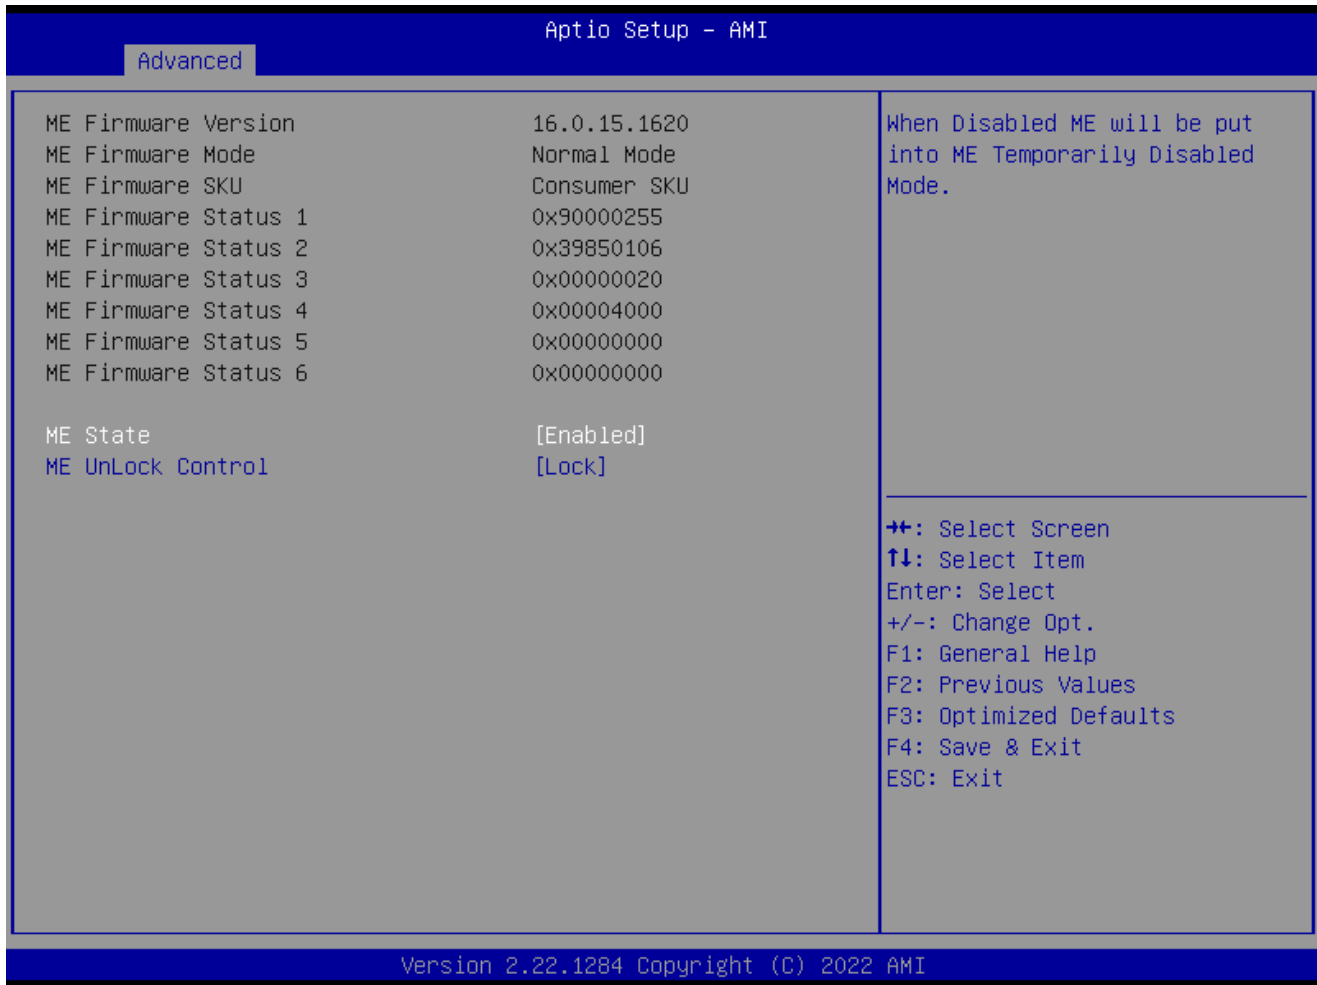 Aptio Setup – AMI
Advanced
ME Firmware Version 16.0.15.1620
ME Firmware Mode Normal Mode
ME Firmware SKU Consumer SKU
ME Firmware Status 1 0x90000255
ME Firmware Status 2 0x39850106
ME Firmware Status 3 0x00000020
ME Firmware Status 4 0x00004000
ME Firmware Status 5 0x00000000
ME Firmware Status 6 0x00000000
ME State [Enabled]
ME UnLock Control [Lock]
When Disabled ME will be put
into ME Temporarily Disabled
Mode.
→←: Select Screen
↑↓: Select Item
Enter: Select
+/-: Change Opt.
F1: General Help
F2: Previous Values
F3: Optimized Defaults
F4: Save & Exit
ESC: Exit
Version 2.22.1284 Copyright (C) 2022 AMI